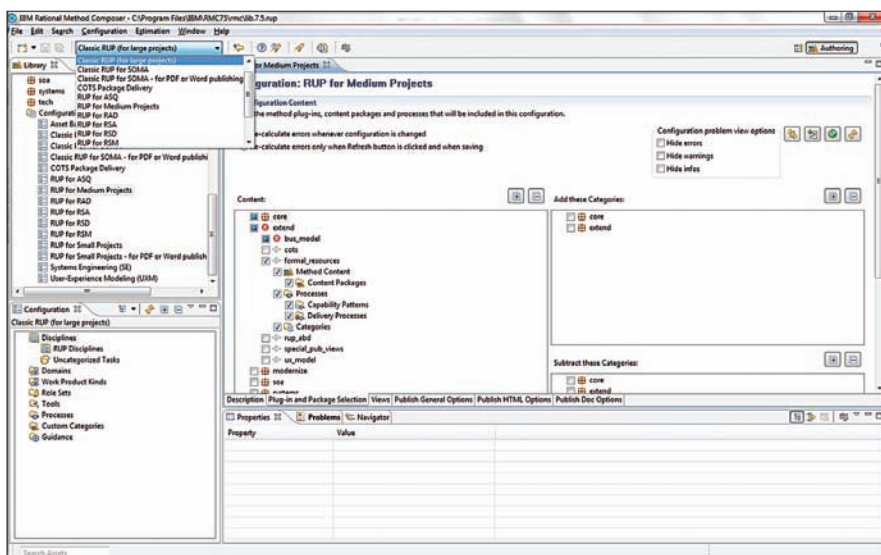 IBM Rational Method Composer - C:\Program Files\IBM\RMC75\vmc\lib.7.5.rup
File Edit Search Configuration Estimation Window Help
Classic RUP (for large projects)
Authoring
Classic RUP (for large projects)
Classic RUP for SOMA
Classic RUP for SOMA - for PDF or Word publishing
COTS Package Delivery
RUP for ASQ
RUP for Medium Projects
RUP for RAD
RUP for RSA
RUP for RSD
RUP for RSM
Library
soa
systems
tech
Configurati
Asset B
Classic
Classic
Classic RUP for SOMA - for PDF or Word publishi
COTS Package Delivery
RUP for ASQ
RUP for Medium Projects
RUP for RAD
RUP for RSA
RUP for RSD
RUP for RSM
RUP for Small Projects
RUP for Small Projects - for PDF or Word publish
Systems Engineering (SE)
User-Experience Modeling (UXM)
Configuration
Classic RUP (for large projects)
Disciplines
RUP Disciplines
Uncategorized Tasks
Domains
Work Product Kinds
Role Sets
Tools
Processes
Custom Categories
Guidance
or Medium Projects
guration: RUP for Medium Projects
figuration Content
the method plug-ins, content packages and processes that will be included in this configuration.
e-calculate errors whenever configuration is changed
e-calculate errors only when Refresh button is clicked and when saving
Configuration problem view options
Hide errors
Hide warnings
Hide infos
Content:
core
extend
bus_model
cots
formal_resources
Method Content
Content Packages
Processes
Capability Patterns
Delivery Processes
Categories
rup_abd
special_pub_views
ux_model
modernize
soa
systems
Add these Categories:
core
extend
Subtract these Categories:
core
extend
Description Plug-in and Package Selection Views Publish General Options Publish HTML Options Publish Doc Options
Properties Problems Navigator
Property Value
Search Assets